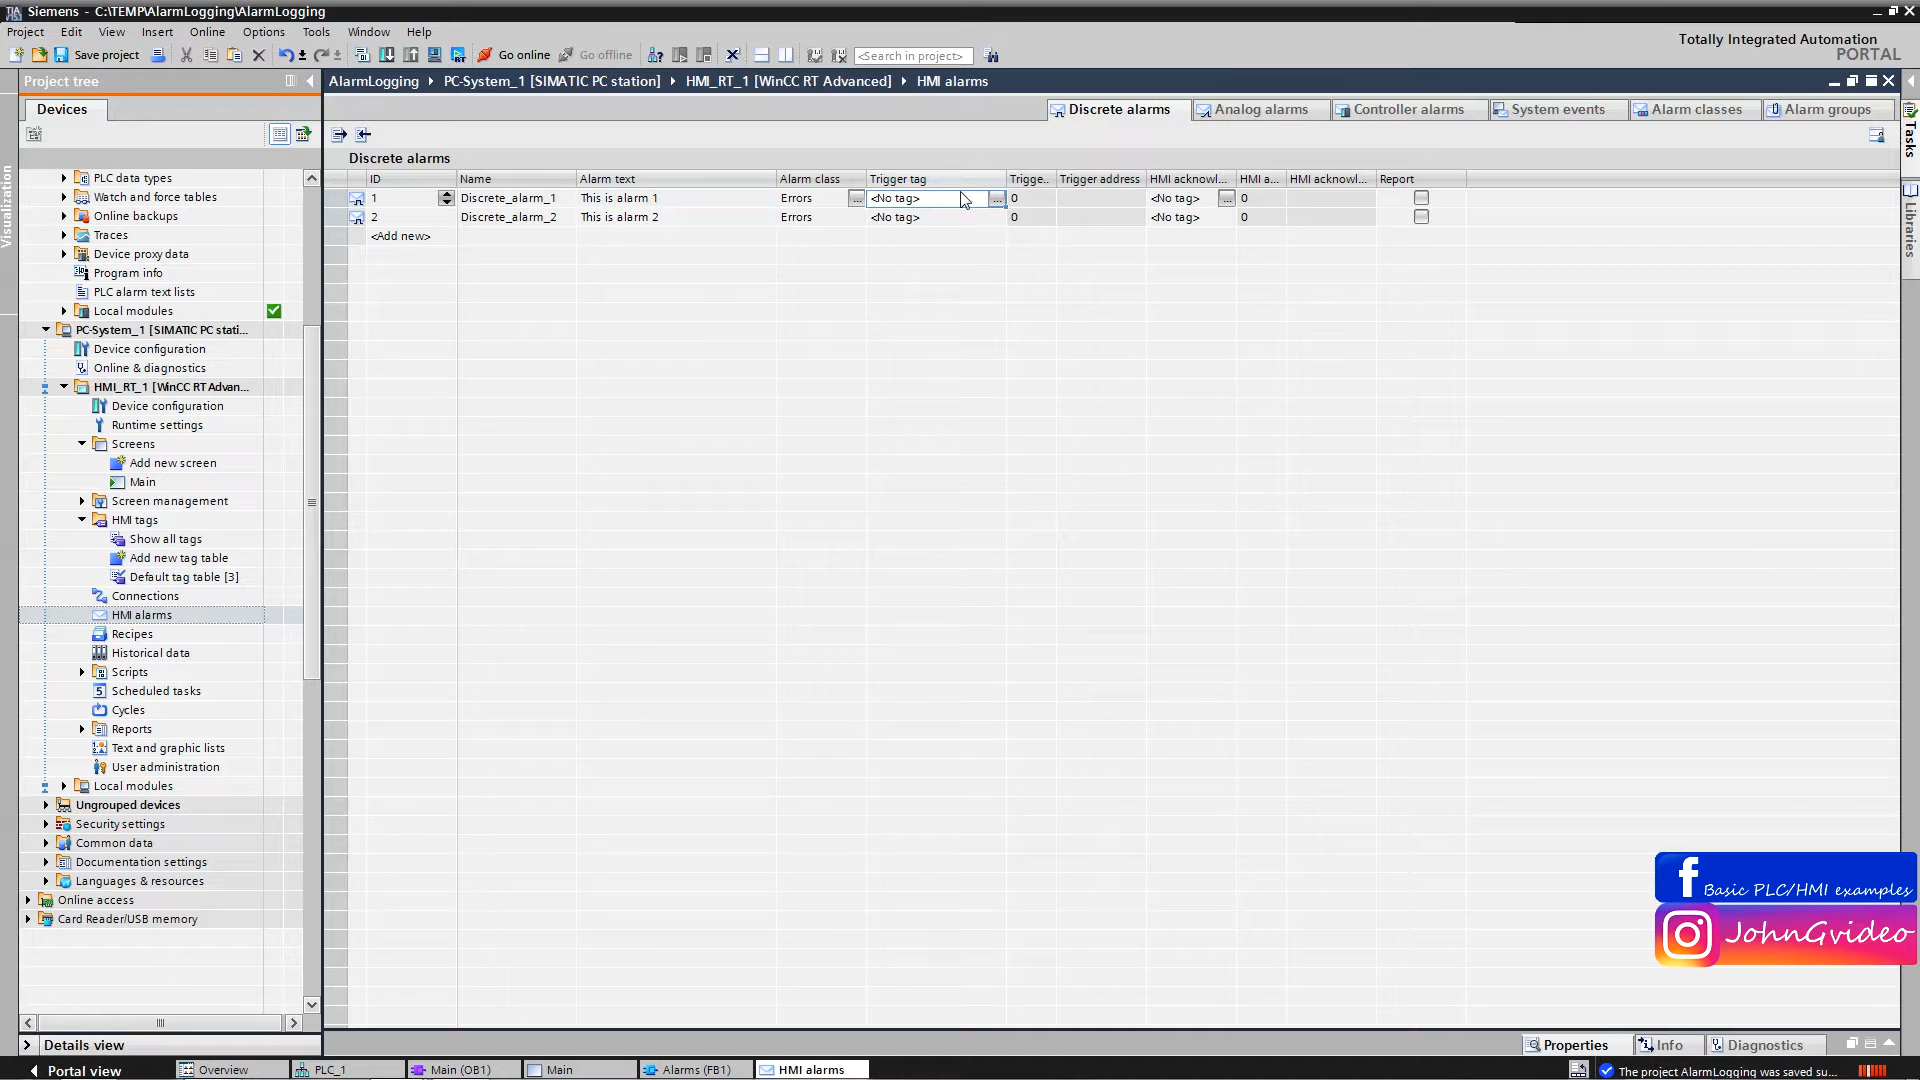 Siemens - C:\TEMP\AlarmLogging\AlarmLogging
Project Edit View Insert Online Options Tools Window Help
Totally Integrated Automation
PORTAL
Save project
Go online
Go offline
<Search in project>
Project tree
AlarmLogging PC-System_1 [SIMATIC PC station] HMI_RT_1 [WinCC RT Advanced] HMI alarms
Devices
Discrete alarms Analog alarms Controller alarms System events Alarm classes Alarm groups
Discrete alarms
ID Name Alarm text Alarm class Trigger tag Trigge.. Trigger address HMI acknowl... HMI a... HMI acknowl... Report
1 Discrete_alarm_1 This is alarm 1 Errors ... <No tag> ... 0 <No tag> ... 0
2 Discrete_alarm_2 This is alarm 2 Errors <No tag> 0 <No tag> 0
<Add new>
PLC data types
Watch and force tables
Online backups
Traces
Device proxy data
Program info
PLC alarm text lists
Local modules
PC-System_1 [SIMATIC PC stati...
Device configuration
Online & diagnostics
HMI_RT_1 [WinCC RT Advan...
Device configuration
Runtime settings
Screens
Add new screen
Main
Screen management
HMI tags
Show all tags
Add new tag table
Default tag table [3]
Connections
HMI alarms
Recipes
Historical data
Scripts
Scheduled tasks
Cycles
Reports
Text and graphic lists
User administration
Local modules
Ungrouped devices
Security settings
Common data
Documentation settings
Languages & resources
Online access
Card Reader/USB memory
Details view
Visualization
Tasks
Libraries
Basic PLC/HMI examples
JohnGvideo
Properties Info Diagnostics
Portal view Overview PLC_1 Main (OB1) Main Alarms (FB1) HMI alarms
The project AlarmLogging was saved su...